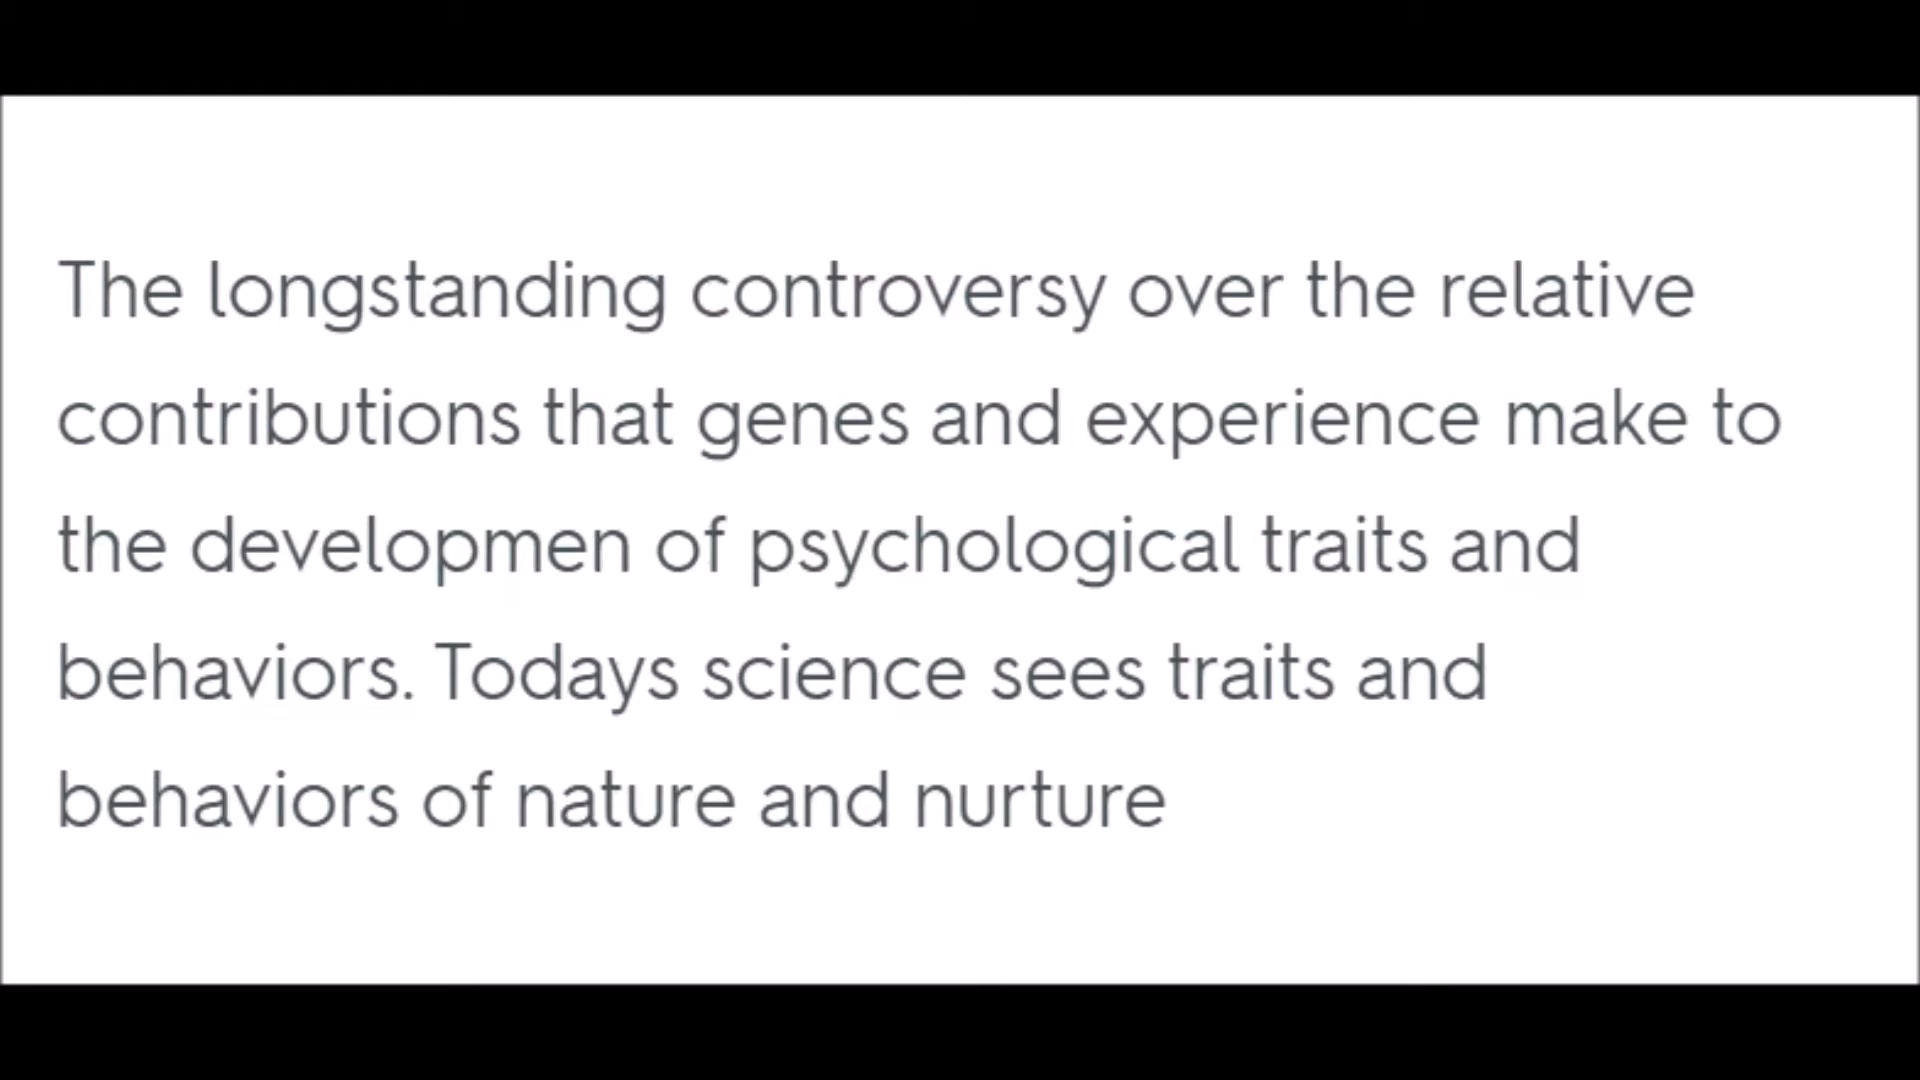 The longstanding controversy over the relative
contributions that genes and experience make to
the developmen of psychological traits and
behaviors. Todays science sees traits and
behaviors of nature and nurture